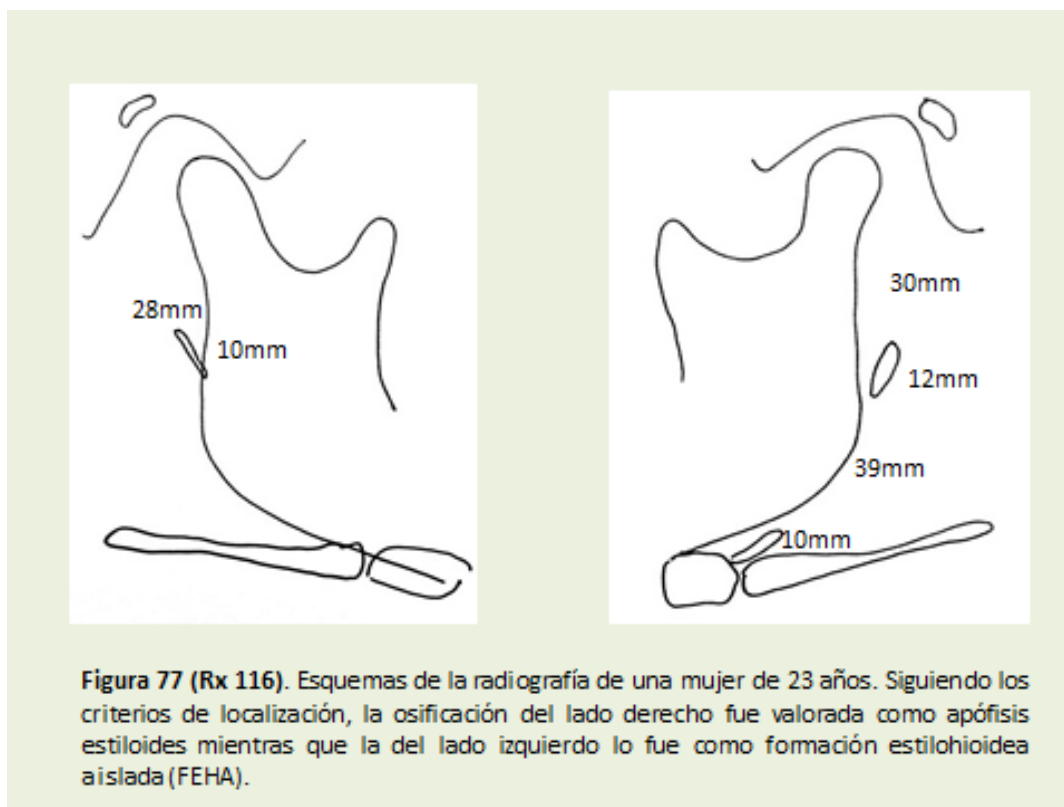 28mm
10mm
30mm
12mm
39mm
10mm
Figura 77 (Rx 116). Esquemas de la radiografía de una mujer de 23 años. Siguiendo los
criterios de localización, la osificación del lado derecho fue valorada como apófisis
estiloides mientras que la del lado izquierdo lo fue como formación estilohioidea
aislada (FEHA).